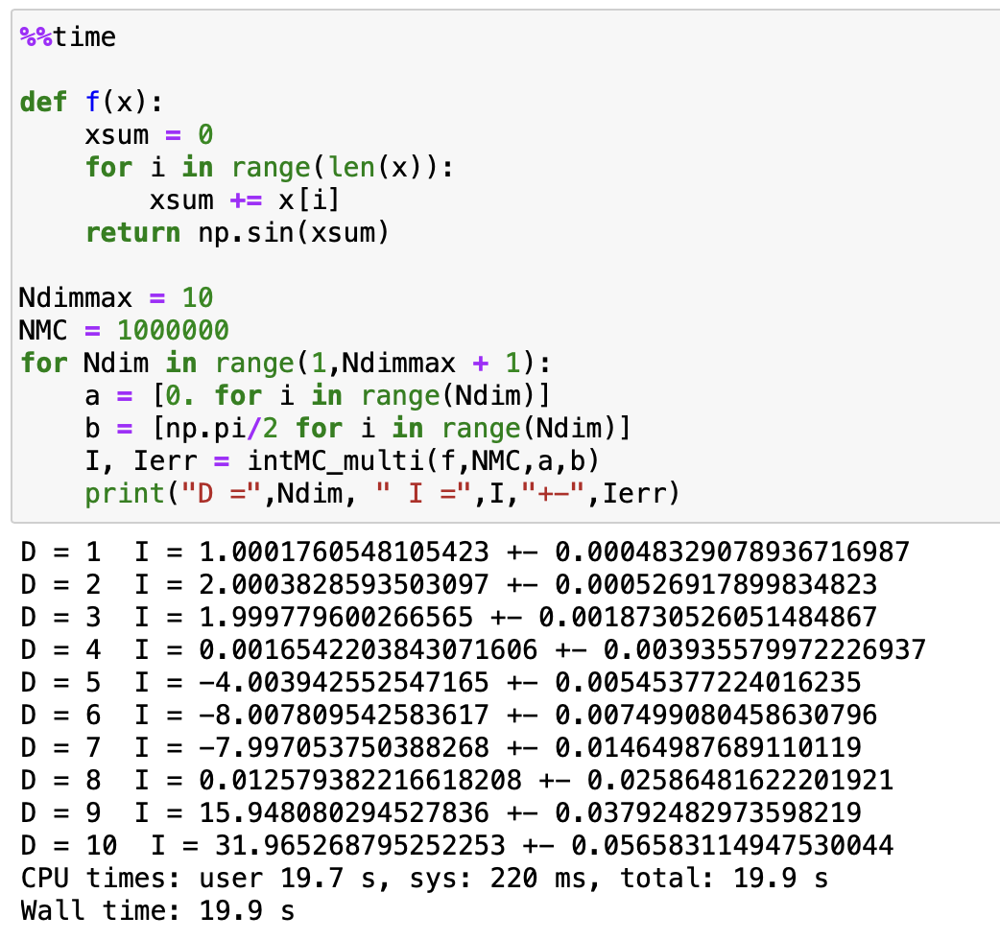 %%time
def f(x):
    xsum = 0
    for i in range(len(x)):
        xsum += x[i]
    return np.sin(xsum)
Ndimmax = 10
NMC = 1000000
for Ndim in range(1,Ndimmax + 1):
    a = [0. for i in range(Ndim)]
    b = [np.pi/2 for i in range(Ndim)]
    I, Ierr = intMC_multi(f,NMC,a,b)
    print("D =",Ndim, " I =",I,"+-",Ierr)
D = 1  I = 1.0001760548105423 +- 0.00048329078936716987
D = 2  I = 2.0003828593503097 +- 0.000526917899834823
D = 3  I = 1.999779600266565 +- 0.0018730526051484867
D = 4  I = 0.0016542203843071606 +- 0.003935579972226937
D = 5  I = -4.003942552547165 +- 0.00545377224016235
D = 6  I = -8.007809542583617 +- 0.007499080458630796
D = 7  I = -7.997053750388268 +- 0.01464987689110119
D = 8  I = 0.012579382216618208 +- 0.02586481622201921
D = 9  I = 15.948080294527836 +- 0.03792482973598219
D = 10  I = 31.965268795252253 +- 0.056583114947530044
CPU times: user 19.7 s, sys: 220 ms, total: 19.9 s
Wall time: 19.9 s